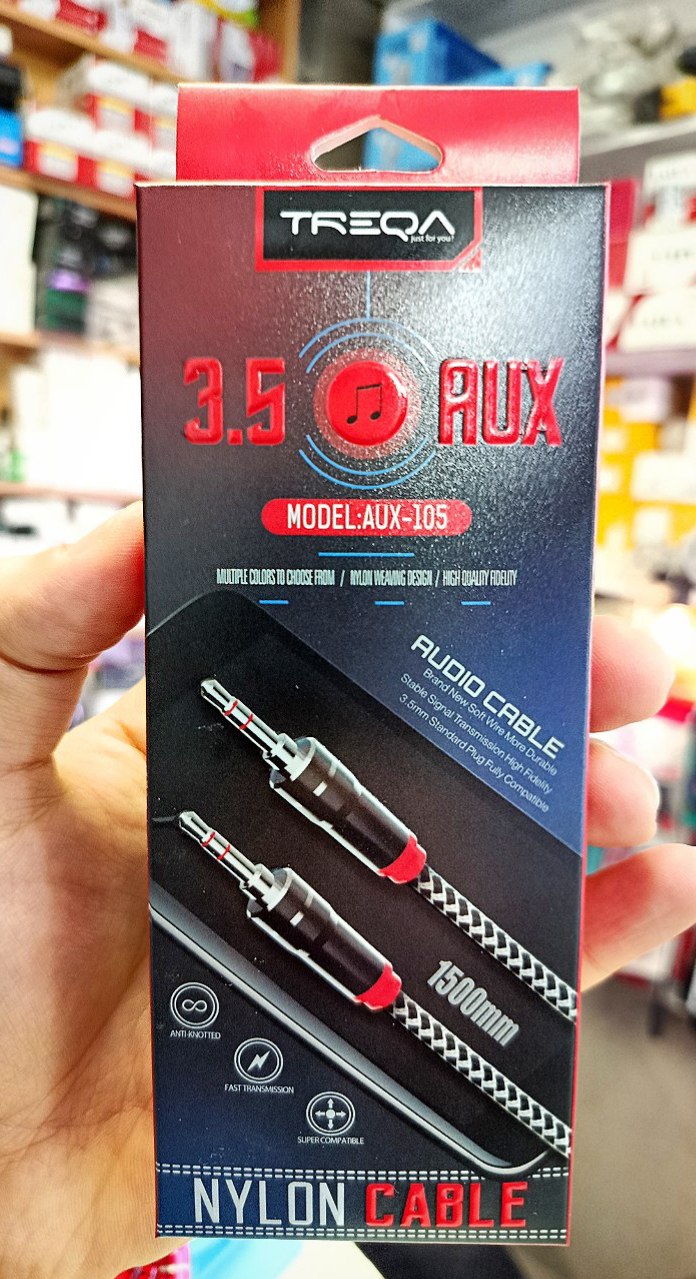 TREQA
just for you!
3.5 AUX
MODEL:AUX-I05
MULTIPLE COLORS TO CHOOSE FROM / NYLON WEAVING DESIGN / HIGH QUALITY FIDELITY
AUDIO CABLE
Brand New Soft Wire More Durable
Stable Signal Transmission High Fidelity
3.5mm Standard Plug Fully Compatible
1500mm
ANTI-KNOTTED
FAST TRANSMISSION
SUPER COMPATIBLE
NYLON CABLE